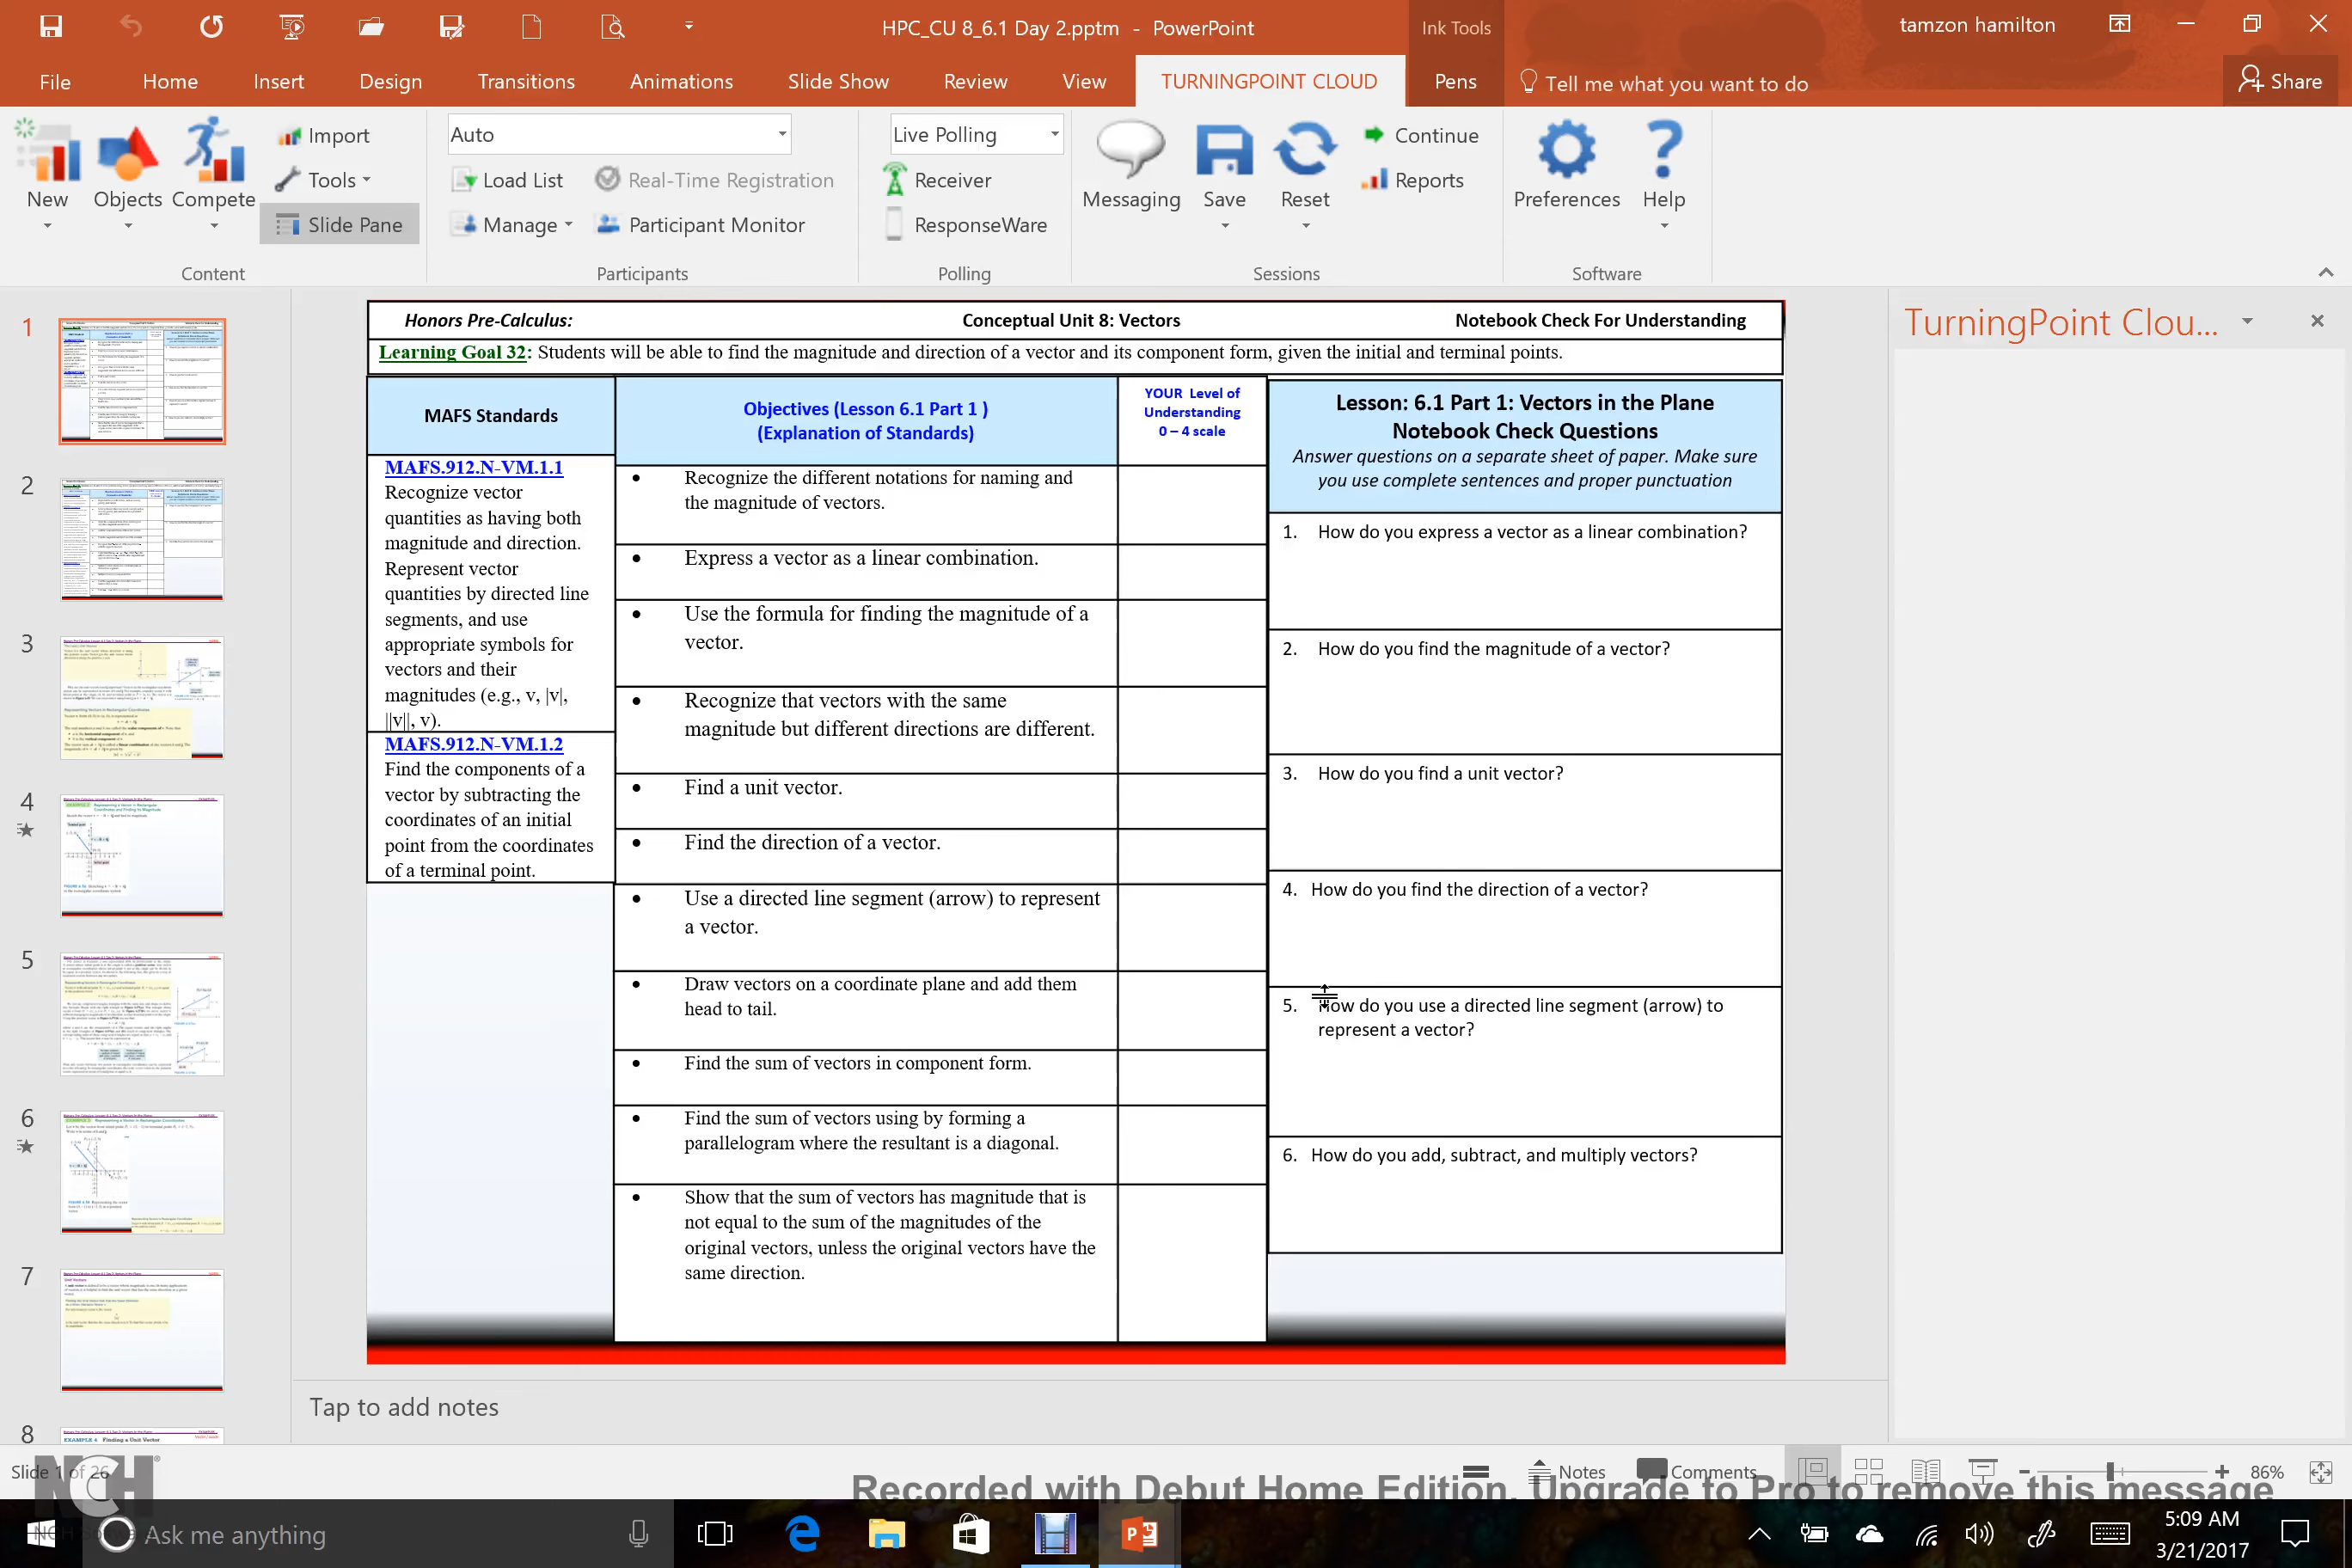 HPC_CU 8_6.1 Day 2.pptm - PowerPoint
Ink Tools
tamzon hamilton
File
Home
Insert
Design
Transitions
Animations
Slide Show
Review
View
TURNINGPOINT CLOUD
Pens
Tell me what you want to do
Share
New
Objects
Compete
Import
Tools
Slide Pane
Content
Auto
Load List
Real-Time Registration
Manage
Participant Monitor
Participants
Live Polling
Receiver
ResponseWare
Polling
Messaging
Save
Reset
Continue
Reports
Sessions
Preferences
Help
Software
1
2
3
4
5
6
7
8
EXAMPLE 4 Finding a Unit Vector
Honors Pre-Calculus:
Conceptual Unit 8: Vectors
Notebook Check For Understanding
Learning Goal 32: Students will be able to find the magnitude and direction of a vector and its component form, given the initial and terminal points.
MAFS Standards
MAFS.912.N-VM.1.1
Recognize vector
quantities as having both
magnitude and direction.
Represent vector
quantities by directed line
segments, and use
appropriate symbols for
vectors and their
magnitudes (e.g., v, |v|,
||v||, v).
MAFS.912.N-VM.1.2
Find the components of a
vector by subtracting the
coordinates of an initial
point from the coordinates
of a terminal point.
Objectives (Lesson 6.1 Part 1 )
(Explanation of Standards)
YOUR Level of
Understanding
0 – 4 scale
• Recognize the different notations for naming and
the magnitude of vectors.
• Express a vector as a linear combination.
• Use the formula for finding the magnitude of a
vector.
• Recognize that vectors with the same
magnitude but different directions are different.
• Find a unit vector.
• Find the direction of a vector.
• Use a directed line segment (arrow) to represent
a vector.
• Draw vectors on a coordinate plane and add them
head to tail.
• Find the sum of vectors in component form.
• Find the sum of vectors using by forming a
parallelogram where the resultant is a diagonal.
• Show that the sum of vectors has magnitude that is
not equal to the sum of the magnitudes of the
original vectors, unless the original vectors have the
same direction.
Lesson: 6.1 Part 1: Vectors in the Plane
Notebook Check Questions
Answer questions on a separate sheet of paper. Make sure
you use complete sentences and proper punctuation
1. How do you express a vector as a linear combination?
2. How do you find the magnitude of a vector?
3. How do you find a unit vector?
4. How do you find the direction of a vector?
5. How do you use a directed line segment (arrow) to
represent a vector?
6. How do you add, subtract, and multiply vectors?
TurningPoint Clou...
Tap to add notes
Slide 1 of 26
NCH
Notes
Comments
86%
Recorded with Debut Home Edition. Upgrade to Pro to remove this message
Ask me anything
5:09 AM
3/21/2017